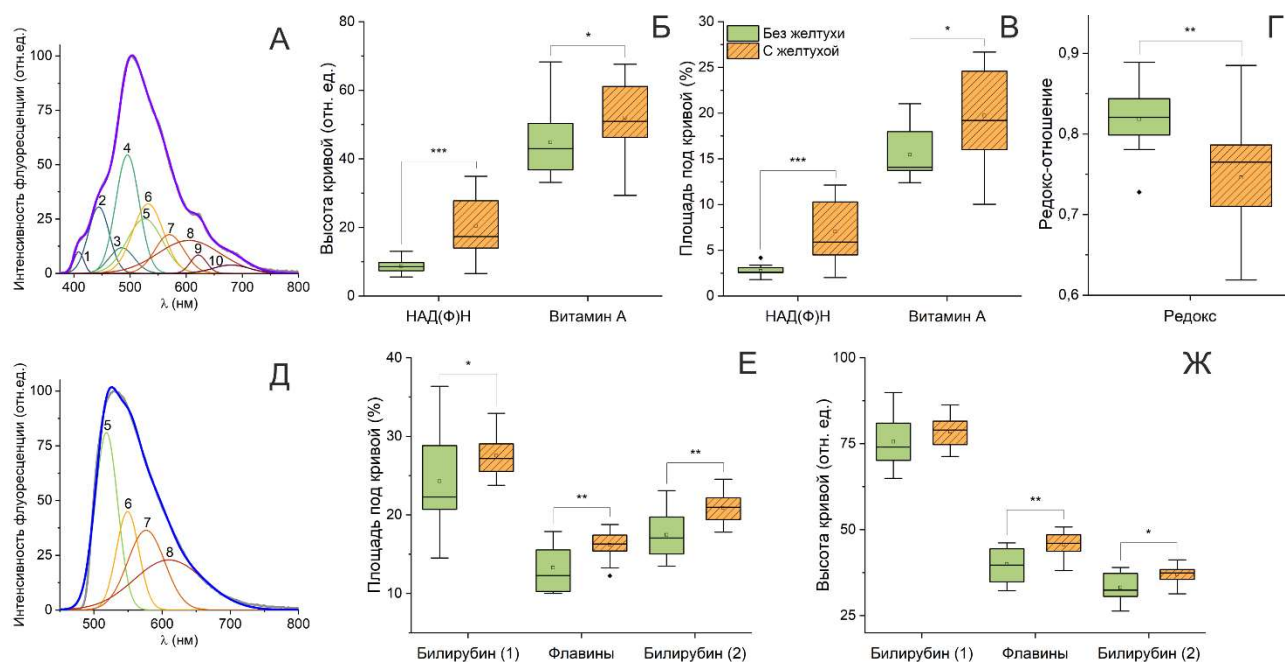 А
Интенсивность флуоресценции (отн.ед.)
100
75
50
25
0
400 500 600 700 800
λ (нм)
1 2 3 4 5 6 7 8 9 10
Б
Высота кривой (отн. ед.)
80
60
40
20
0
***
*
НАД(Ф)Н Витамин А
В
Площадь под кривой (%)
30
25
20
15
10
5
0
Без желтухи
С желтухой
***
*
НАД(Ф)Н Витамин А
Г
Редокс-отношение
0,9
0,8
0,7
0,6
**
Редокс
Д
Интенсивность флуоресценции (отн.ед.)
100
75
50
25
0
500 600 700 800
λ (нм)
5 6 7 8
Е
Площадь под кривой (%)
40
30
20
10
*
**
**
Билирубин (1) Флавины Билирубин (2)
Ж
Высота кривой (отн. ед.)
100
75
50
25
**
*
Билирубин (1) Флавины Билирубин (2)